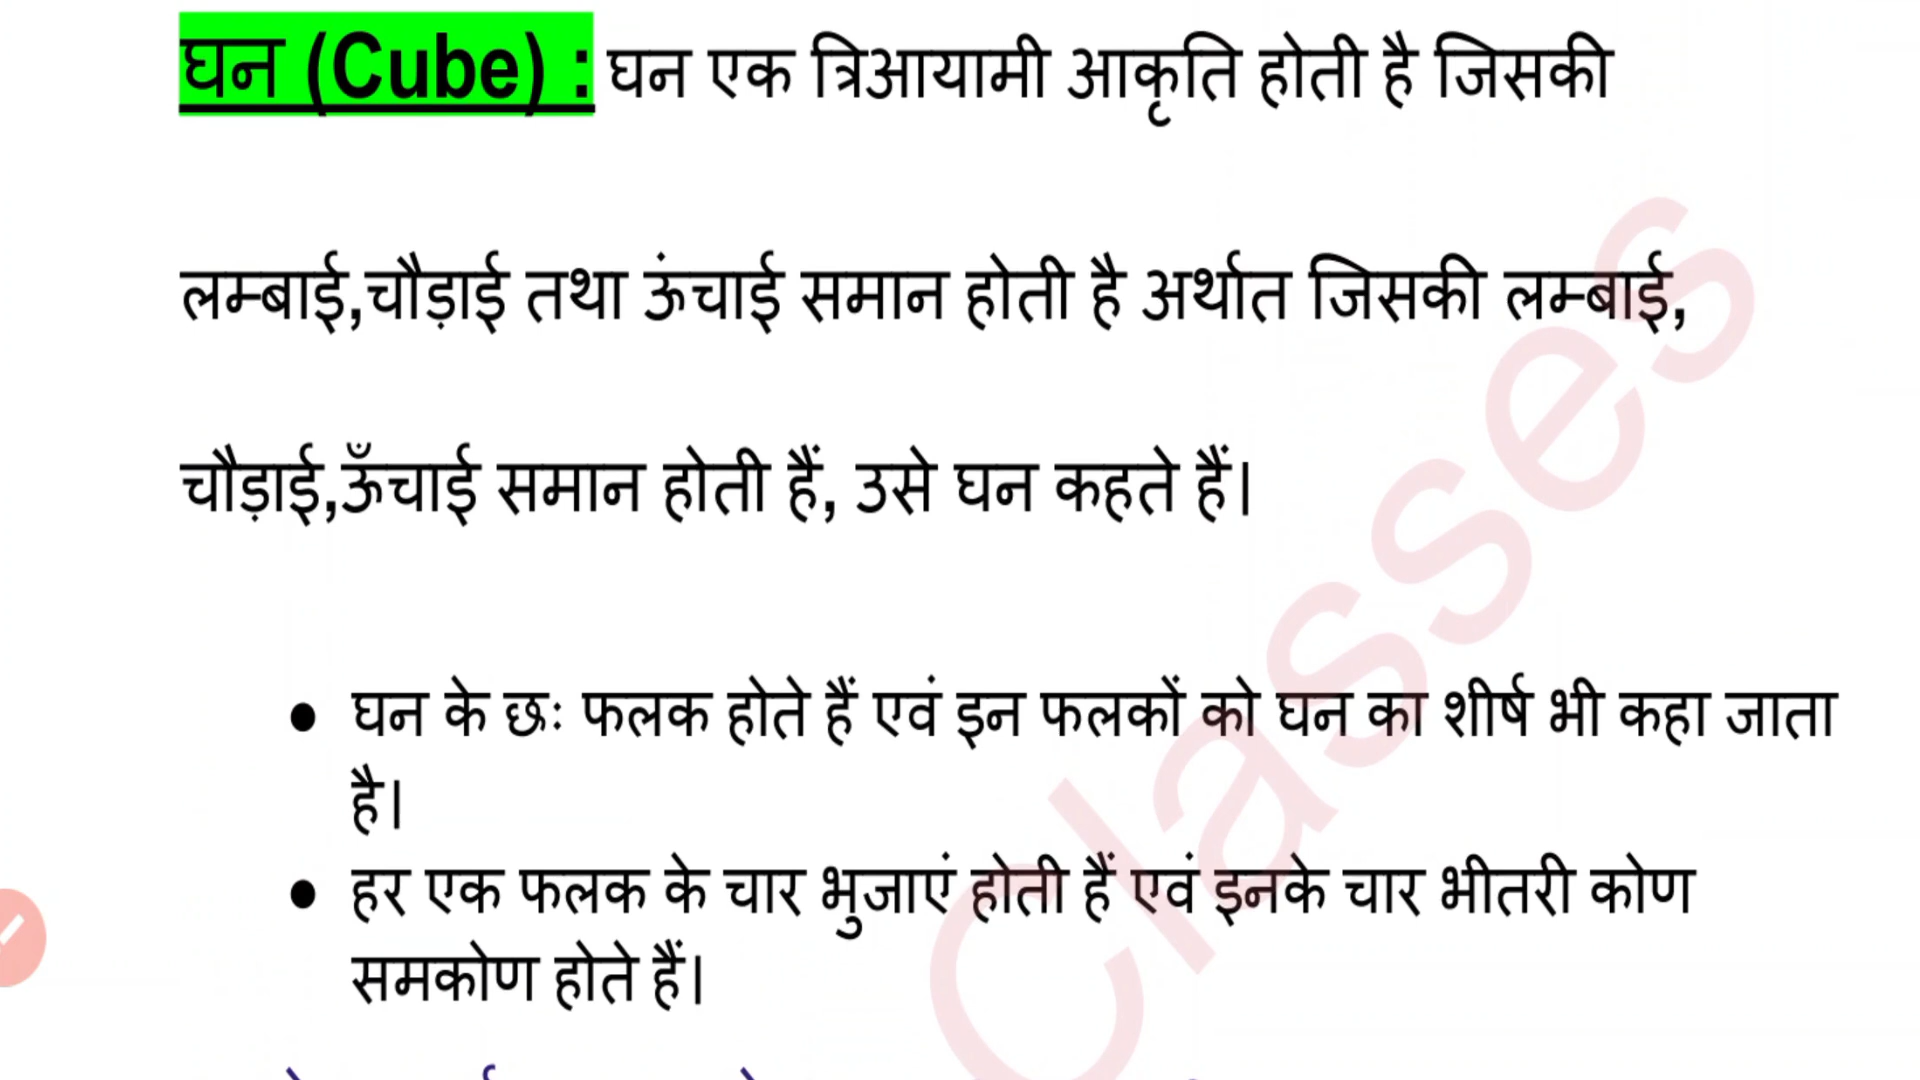 घन (Cube) : घन एक त्रिआयामी आकृति होती है जिसकी
लम्बाई,चौड़ाई तथा ऊंचाई समान होती है अर्थात जिसकी लम्बाई,
चौड़ाई,ऊँचाई समान होती हैं, उसे घन कहते हैं।
● घन के छः फलक होते हैं एवं इन फलकों को घन का शीर्ष भी कहा जाता
है।
● हर एक फलक के चार भुजाएं होती हैं एवं इनके चार भीतरी कोण
समकोण होते हैं।
Classes